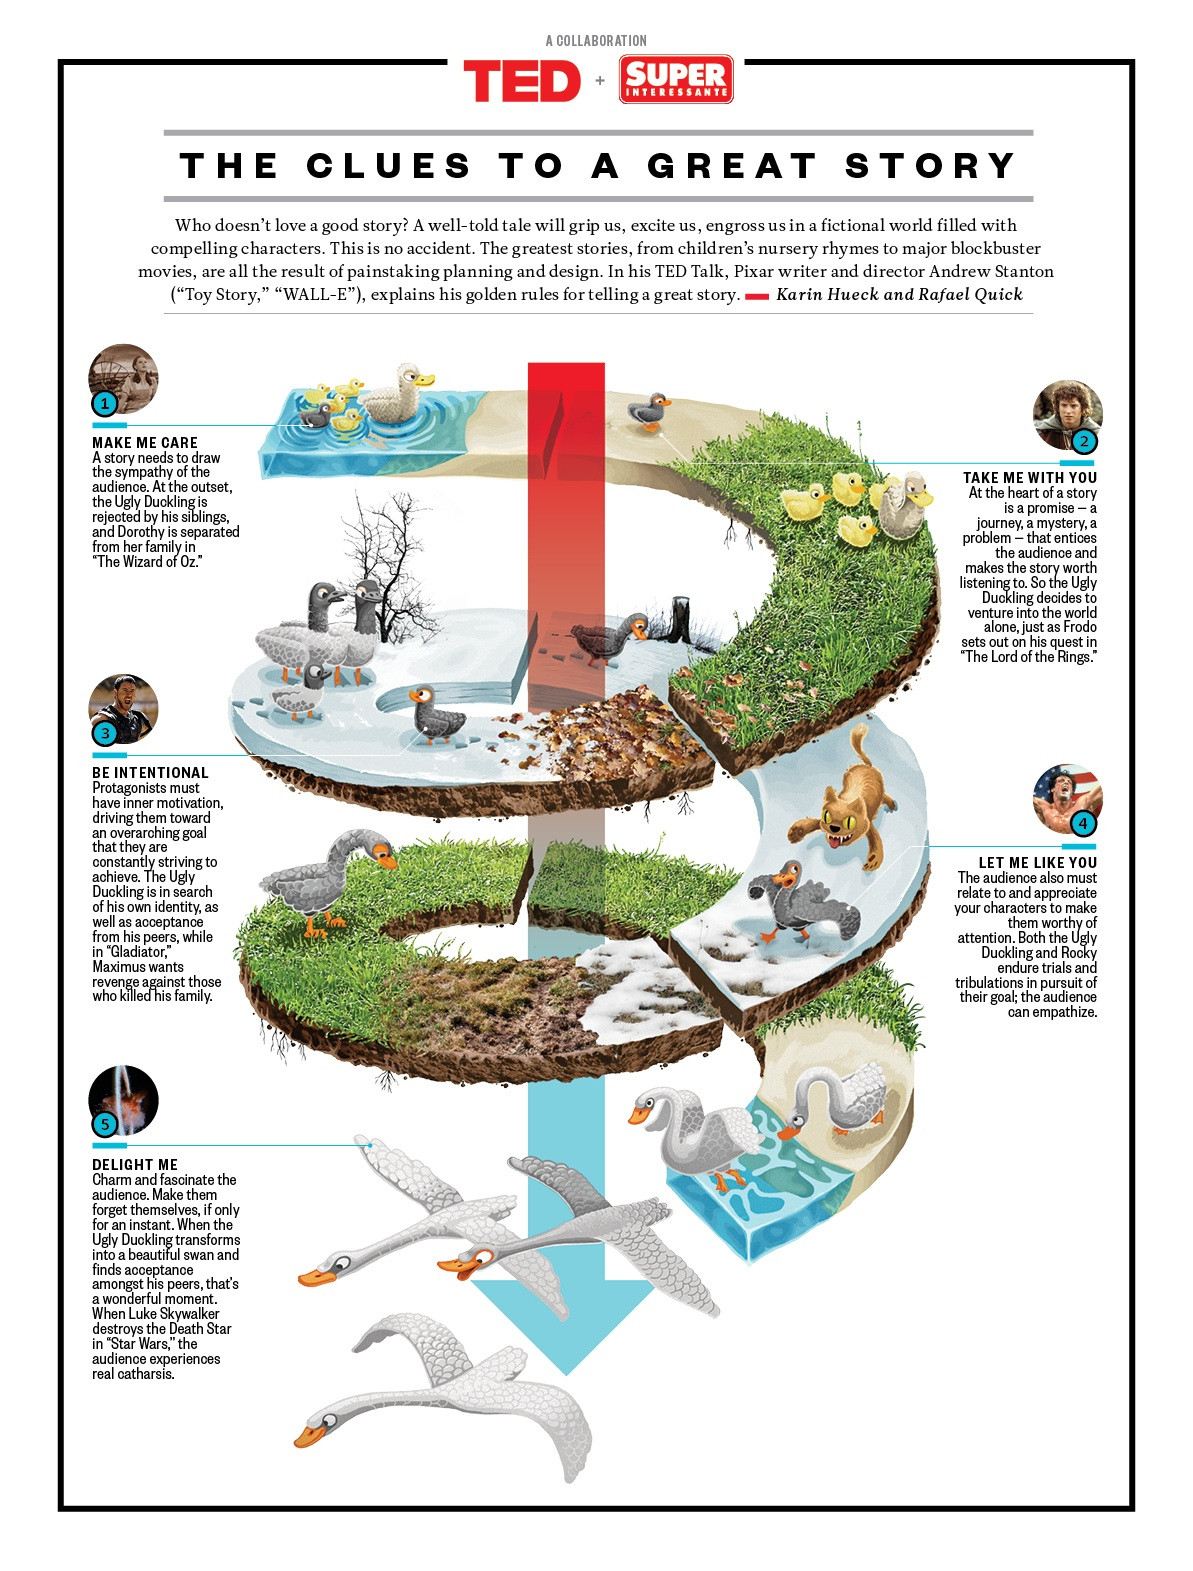 A COLLABORATION
TED + SUPER
INTERESSANTE
THE CLUES TO A GREAT STORY
Who doesn't love a good story? A well-told tale will grip us, excite us, engross us in a fictional world filled with
compelling characters. This is no accident. The greatest stories, from children's nursery rhymes to major blockbuster
movies, are all the result of painstaking planning and design. In his TED Talk, Pixar writer and director Andrew Stanton
("Toy Story," "WALL-E"), explains his golden rules for telling a great story. — Karin Hueck and Rafael Quick
1
MAKE ME CARE
A story needs to draw
the sympathy of the
audience. At the outset,
the Ugly Duckling is
rejected by his siblings,
and Dorothy is separated
from her family in
"The Wizard of Oz."
2
TAKE ME WITH YOU
At the heart of a story
is a promise — a
journey, a mystery, a
problem — that entices
the audience and
makes the story worth
listening to. So the Ugly
Duckling decides to
venture into the world
alone, just as Frodo
sets out on his quest in
"The Lord of the Rings."
3
BE INTENTIONAL
Protagonists must
have inner motivation,
driving them toward
an overarching goal
that they are
constantly striving to
achieve. The Ugly
Duckling is in search
of his own identity, as
well as acceptance
from his peers, while
in "Gladiator,"
Maximus wants
revenge against those
who killed his family.
4
LET ME LIKE YOU
The audience also must
relate to and appreciate
your characters to make
them worthy of
attention. Both the Ugly
Duckling and Rocky
endure trials and
tribulations in pursuit of
their goal; the audience
can empathize.
5
DELIGHT ME
Charm and fascinate the
audience. Make them
forget themselves, if only
for an instant. When the
Ugly Duckling transforms
into a beautiful swan and
finds acceptance
amongst his peers, that's
a wonderful moment.
When Luke Skywalker
destroys the Death Star
in "Star Wars," the
audience experiences
real catharsis.